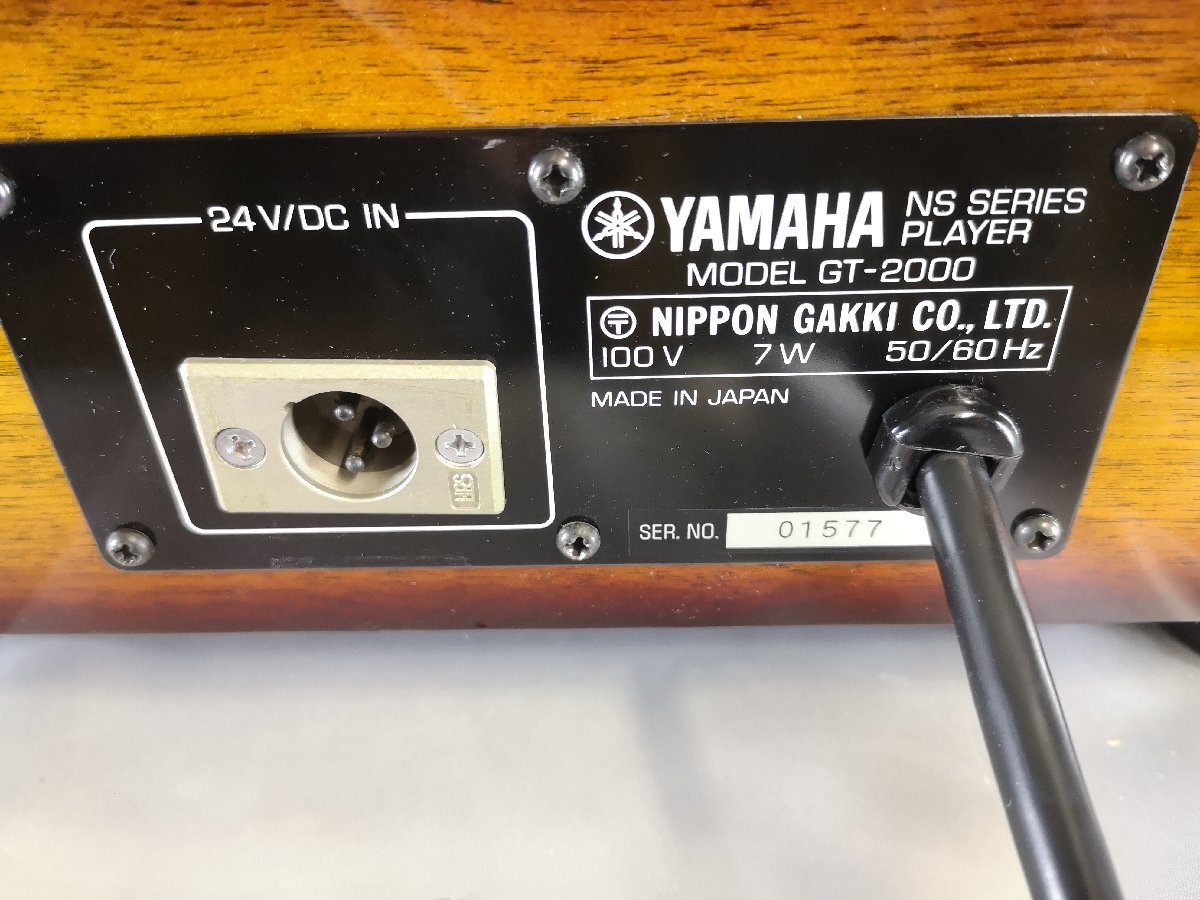 24V/DC IN
YAMAHA NS SERIES PLAYER
MODEL GT-2000
〒 NIPPON GAKKI CO., LTD.
100V 7W 50/60Hz
MADE IN JAPAN
SER. NO. 01577